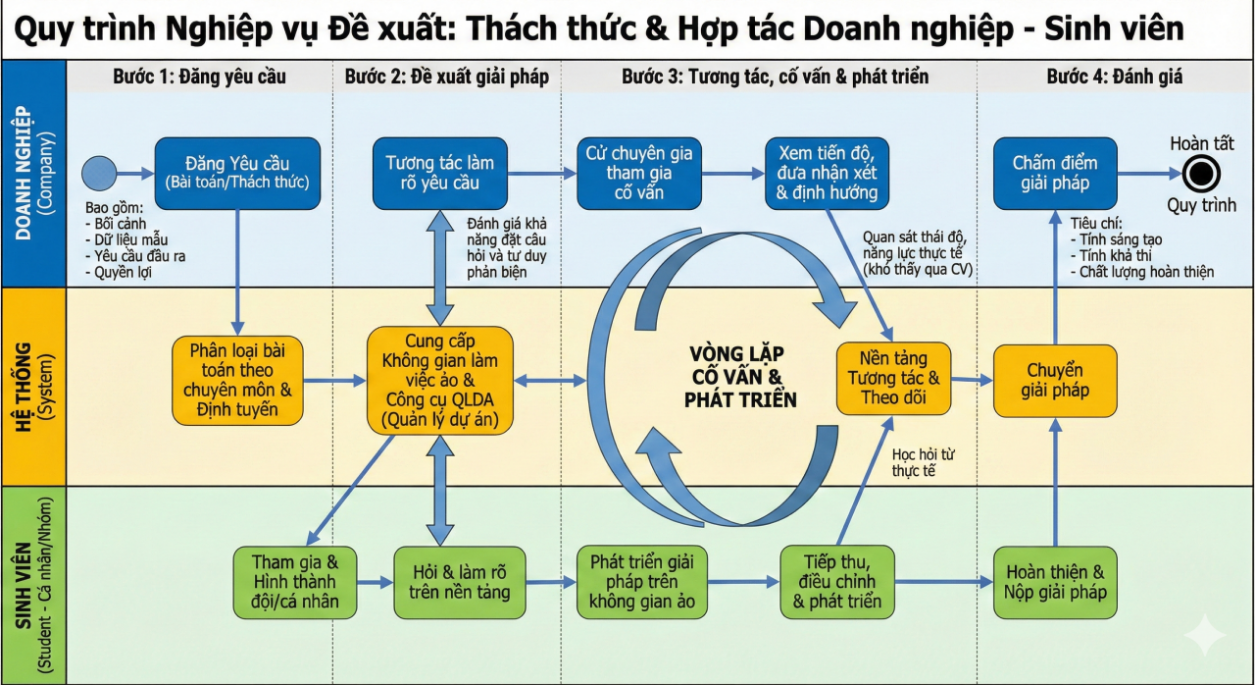 Quy trình Nghiệp vụ Đề xuất: Thách thức & Hợp tác Doanh nghiệp - Sinh viên
Bước 1: Đăng yêu cầu
Bước 2: Đề xuất giải pháp
Bước 3: Tương tác, cố vấn & phát triển
Bước 4: Đánh giá
DOANH NGHIỆP
(Company)
Đăng Yêu cầu
(Bài toán/Thách thức)
Bao gồm:
- Bối cảnh
- Dữ liệu mẫu
- Yêu cầu đầu ra
- Quyền lợi
Tương tác làm
rõ yêu cầu
Đánh giá khả
năng đặt câu
hỏi và tư duy
phản biện
Cử chuyên gia
tham gia
cố vấn
Xem tiến độ,
đưa nhận xét
& định hướng
Quan sát thái độ,
năng lực thực tế
(khó thấy qua CV)
Chấm điểm
giải pháp
Tiêu chí:
- Tính sáng tạo
- Tính khả thi
- Chất lượng hoàn thiện
Hoàn tất
Quy trình
HỆ THỐNG
(System)
Phân loại bài
toán theo
chuyên môn &
Định tuyến
Cung cấp
Không gian làm
việc ảo &
Công cụ QLDA
(Quản lý dự án)
VÒNG LẶP
CỐ VẤN &
PHÁT TRIỂN
Nền tảng
Tương tác &
Theo dõi
Học hỏi từ
thực tế
Chuyển
giải pháp
SINH VIÊN
(Student - Cá nhân/Nhóm)
Tham gia &
Hình thành
đội/cá nhân
Hỏi & làm rõ
trên nền tảng
Phát triển giải
pháp trên
không gian ảo
Tiếp thu,
điều chỉnh
& phát triển
Hoàn thiện &
Nộp giải pháp